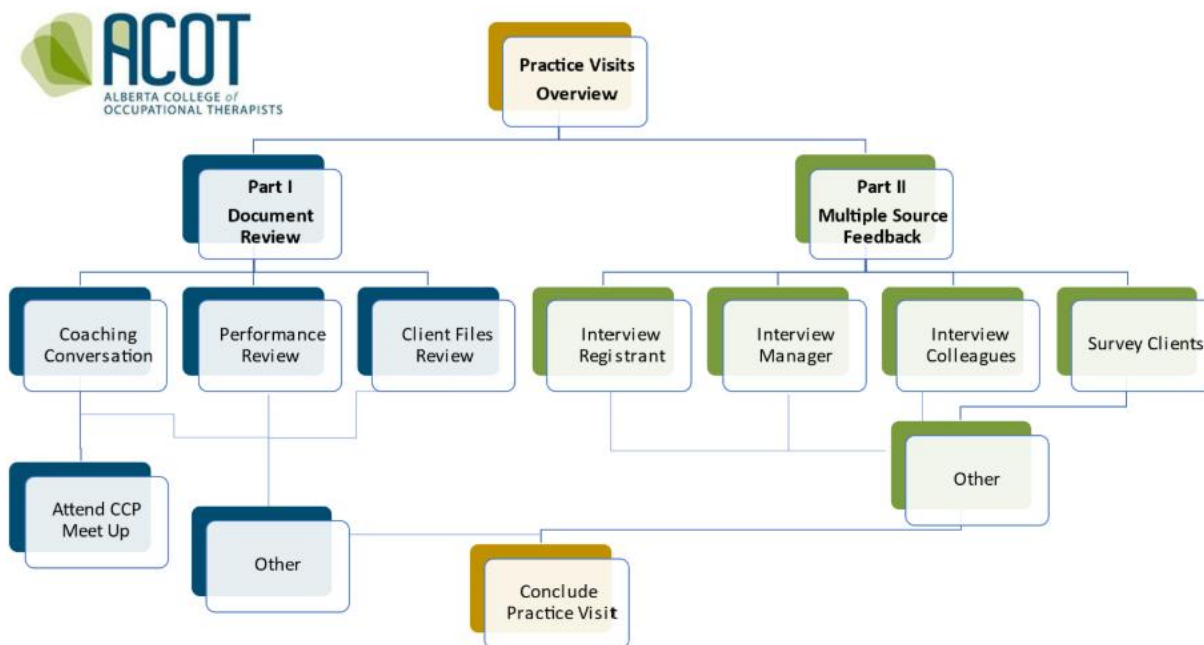 ACOT
ALBERTA COLLEGE of
OCCUPATIONAL THERAPISTS
Practice Visits
Overview
Part I
Document
Review
Part II
Multiple Source
Feedback
Coaching
Conversation
Performance
Review
Client Files
Review
Interview
Registrant
Interview
Manager
Interview
Colleagues
Survey Clients
Attend CCP
Meet Up
Other
Other
Conclude
Practice Visit